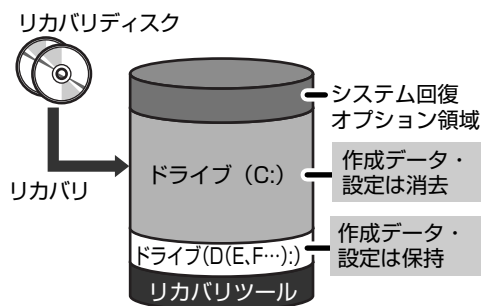 リカバリディスク
システム回復
オプション領域
ドライブ（C:）
作成データ・
設定は消去
リカバリ
ドライブ(D(E、F…):)
作成データ・
設定は保持
リカバリツール